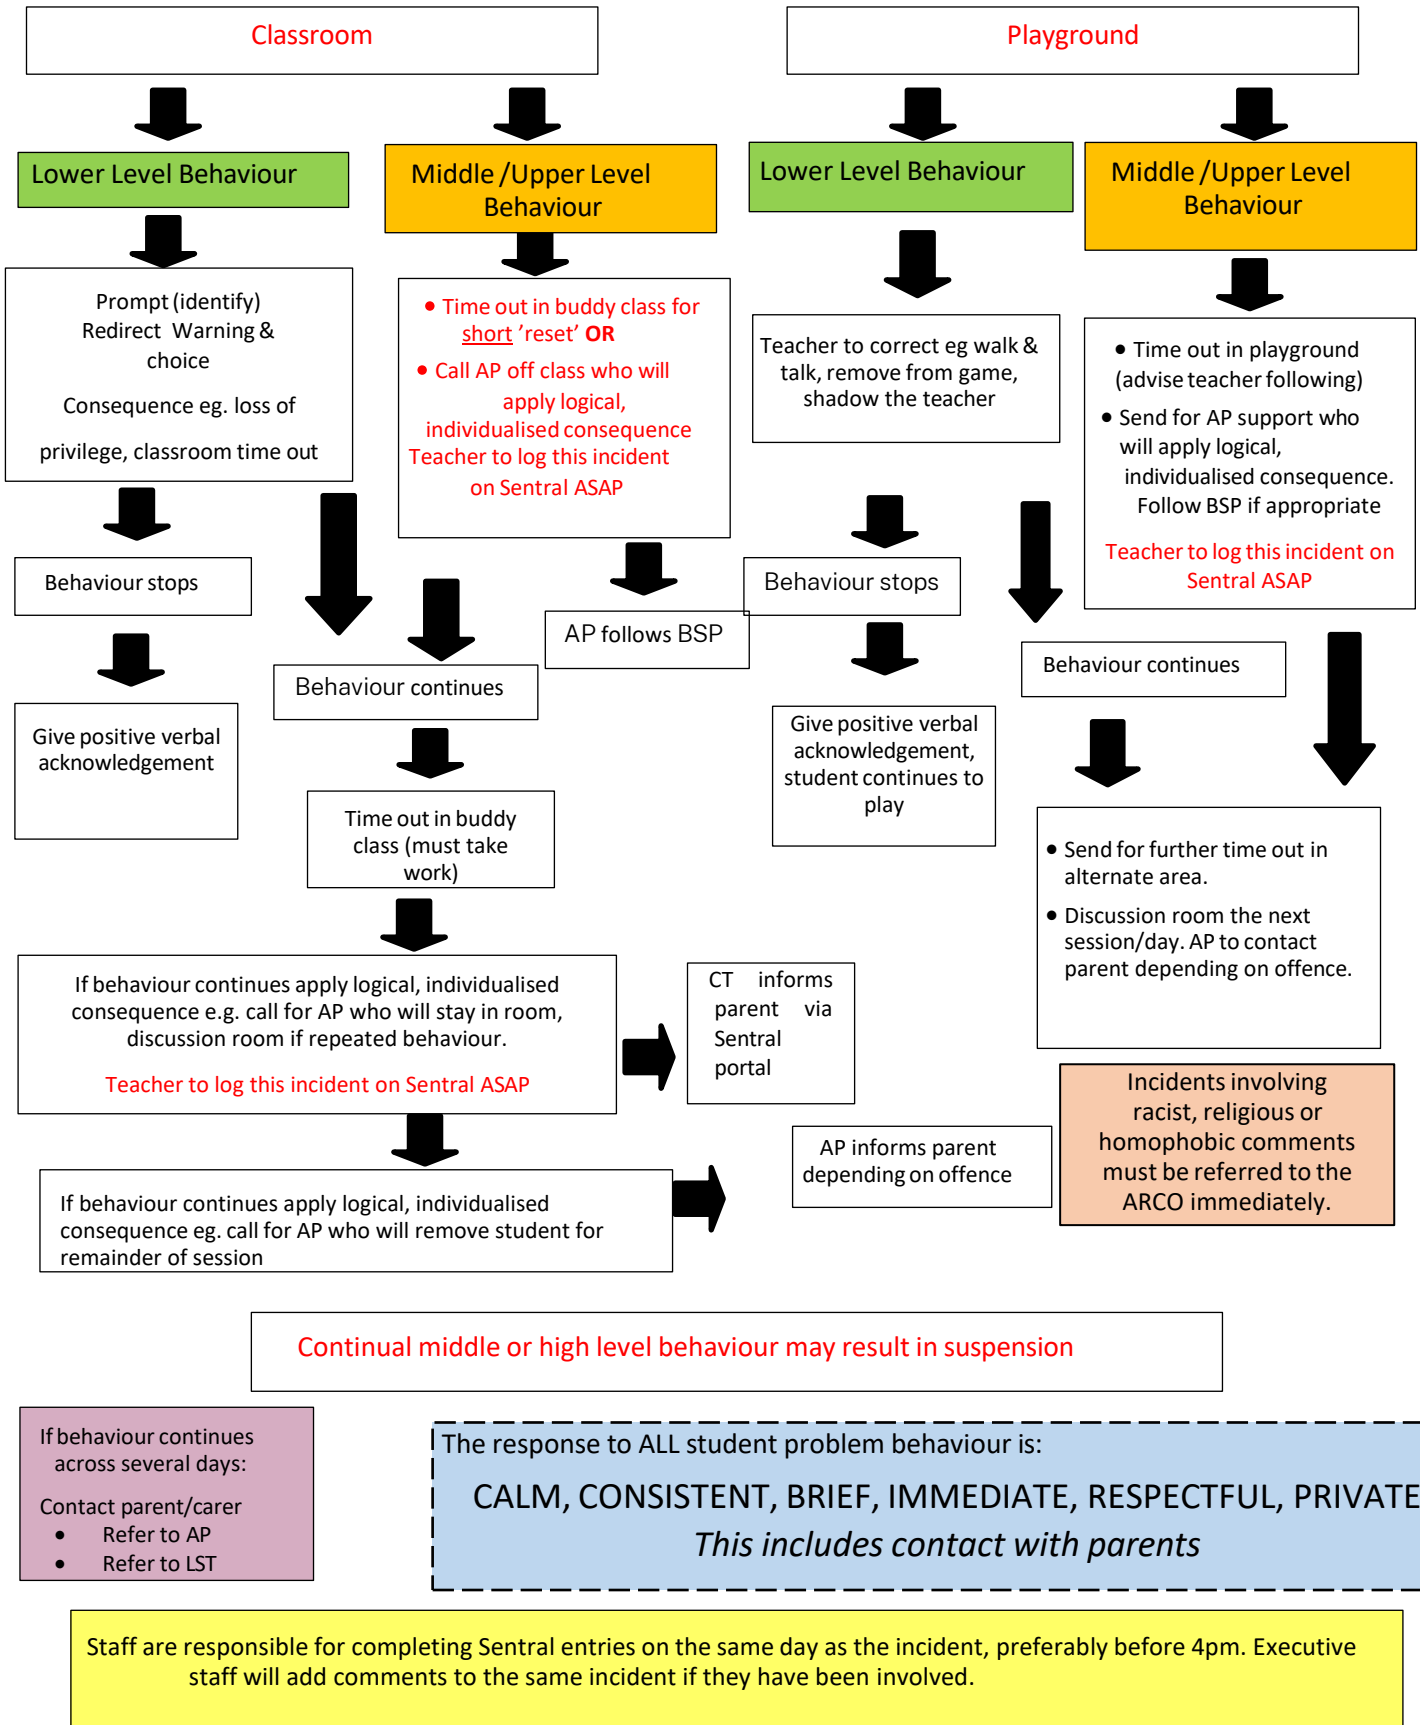 Classroom
Playground
Lower Level Behaviour
Middle /Upper Level
Behaviour
Lower Level Behaviour
Middle /Upper Level
Behaviour
Prompt (identify)
Redirect Warning &
choice
Consequence eg. loss of
privilege, classroom time out
• Time out in buddy class for
short ’reset’ OR
• Call AP off class who will
apply logical,
individualised consequence
Teacher to log this incident
on Sentral ASAP
Teacher to correct eg walk &
talk, remove from game,
shadow the teacher
• Time out in playground
(advise teacher following)
• Send for AP support who
will apply logical,
individualised consequence.
Follow BSP if appropriate
Teacher to log this incident on
Sentral ASAP
Behaviour stops
AP follows BSP
Behaviour stops
Behaviour continues
Behaviour continues
Give positive verbal
acknowledgement
Give positive verbal
acknowledgement,
student continues to
play
Time out in buddy
class (must take
work)
• Send for further time out in
alternate area.
• Discussion room the next
session/day. AP to contact
parent depending on offence.
If behaviour continues apply logical, individualised
consequence e.g. call for AP who will stay in room,
discussion room if repeated behaviour.
Teacher to log this incident on Sentral ASAP
CT informs
parent via
Sentral
portal
Incidents involving
racist, religious or
homophobic comments
must be referred to the
ARCO immediately.
AP informs parent
depending on offence
If behaviour continues apply logical, individualised
consequence eg. call for AP who will remove student for
remainder of session
Continual middle or high level behaviour may result in suspension
If behaviour continues
across several days:
Contact parent/carer
• Refer to AP
• Refer to LST
The response to ALL student problem behaviour is:
CALM, CONSISTENT, BRIEF, IMMEDIATE, RESPECTFUL, PRIVATE
This includes contact with parents
Staff are responsible for completing Sentral entries on the same day as the incident, preferably before 4pm. Executive
staff will add comments to the same incident if they have been involved.